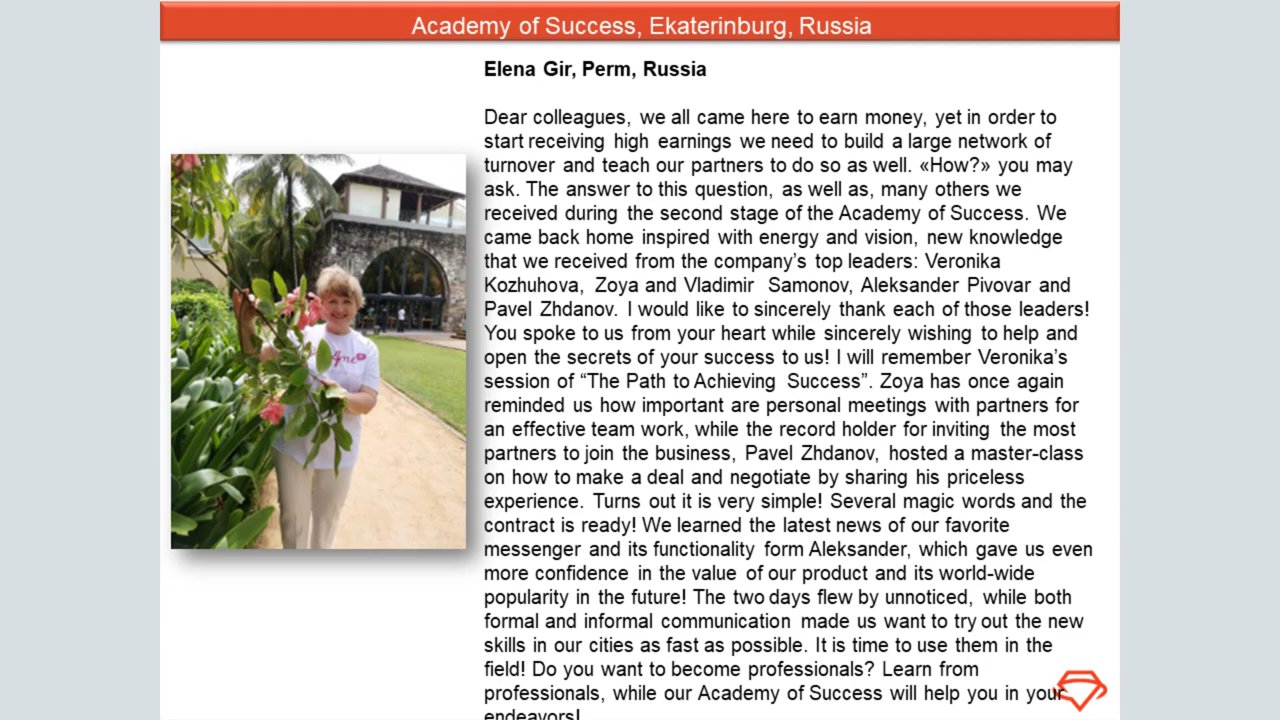 Academy of Success, Ekaterinburg, Russia
Elena Gir, Perm, Russia
Dear colleagues, we all came here to earn money, yet in order to
start receiving high earnings we need to build a large network of
turnover and teach our partners to do so as well. «How?» you may
ask. The answer to this question, as well as, many others we
received during the second stage of the Academy of Success. We
came back home inspired with energy and vision, new knowledge
that we received from the company's top leaders: Veronika
Kozhuhova, Zoya and Vladimir Samonov, Aleksander Pivovar and
Pavel Zhdanov. I would like to sincerely thank each of those leaders!
You spoke to us from your heart while sincerely wishing to help and
open the secrets of your success to us! I will remember Veronika's
session of “The Path to Achieving Success”. Zoya has once again
reminded us how important are personal meetings with partners for
an effective team work, while the record holder for inviting the most
partners to join the business, Pavel Zhdanov, hosted a master-class
on how to make a deal and negotiate by sharing his priceless
experience. Turns out it is very simple! Several magic words and the
contract is ready! We learned the latest news of our favorite
messenger and its functionality form Aleksander, which gave us even
more confidence in the value of our product and its world-wide
popularity in the future! The two days flew by unnoticed, while both
formal and informal communication made us want to try out the new
skills in our cities as fast as possible. It is time to use them in the
field! Do you want to become professionals? Learn from
professionals, while our Academy of Success will help you in your
endeavors!